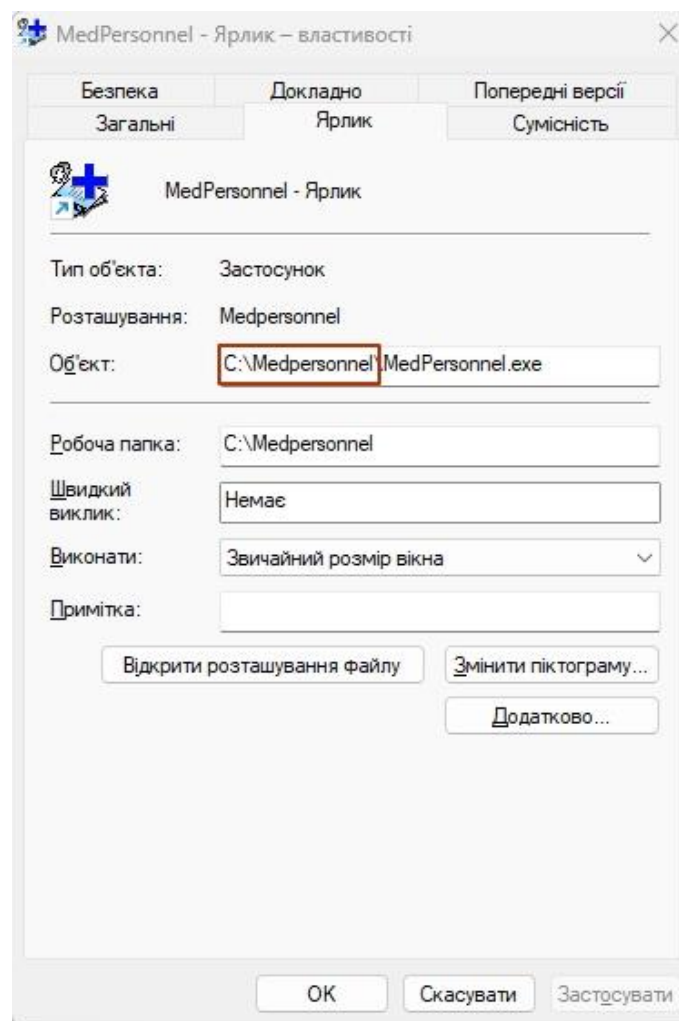 MedPersonnel - Ярлик – властивості
Безпека Докладно Попередні версії
Загальні Ярлик Сумісність
MedPersonnel - Ярлик
Тип об'єкта: Застосунок
Розташування: Medpersonnel
Об'єкт: C:\Medpersonnel\MedPersonnel.exe
Робоча папка: C:\Medpersonnel
Швидкий
виклик: Немає
Виконати: Звичайний розмір вікна
Примітка:
Відкрити розташування файлу Змінити піктограму...
Додатково...
ОК Скасувати Застосувати